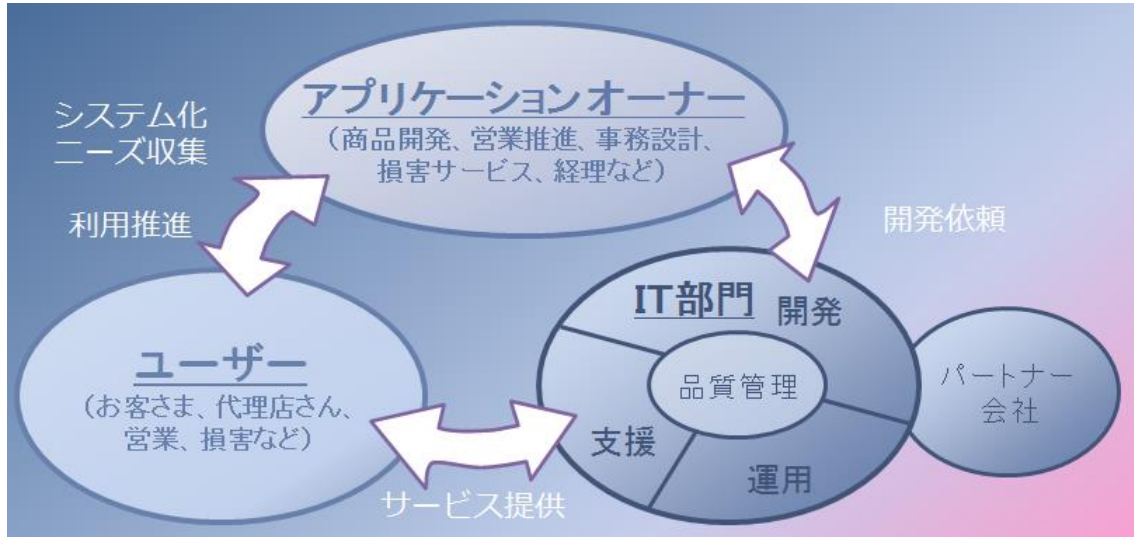 アプリケーションオーナー
（商品開発、営業推進、事務設計、
損害サービス、経理など）
システム化
ニーズ収集
利用推進
開発依頼
ユーザー
（お客さま、代理店さん、
営業、損害など）
サービス提供
IT部門
開発
品質管理
支援
運用
パートナー
会社